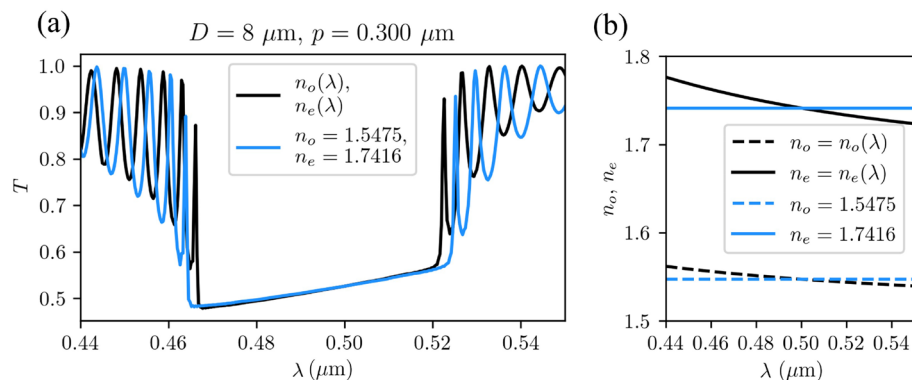 (a)
D = 8 μm, p = 0.300 μm
1.0
0.9
0.8
0.7
0.6
0.5
T
n_o(λ),
n_e(λ)
n_o = 1.5475,
n_e = 1.7416
0.44 0.46 0.48 0.50 0.52 0.54
λ (μm)
(b)
1.8
1.7
1.6
1.5
n_o, n_e
n_o = n_o(λ)
n_e = n_e(λ)
n_o = 1.5475
n_e = 1.7416
0.44 0.46 0.48 0.50 0.52 0.54
λ (μm)